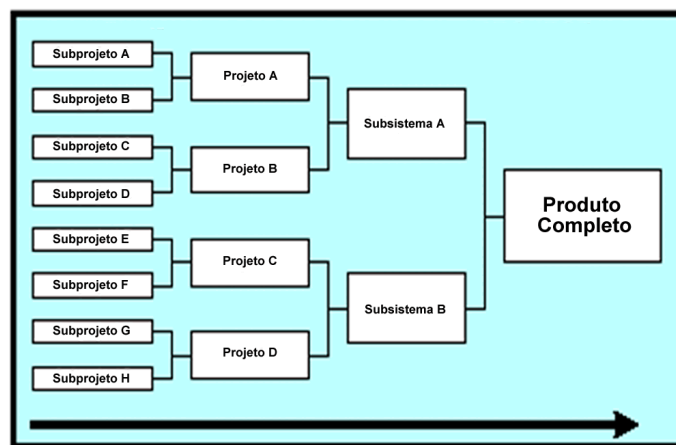 Subprojeto A
Subprojeto B
Subprojeto C
Subprojeto D
Subprojeto E
Subprojeto F
Subprojeto G
Subprojeto H
Projeto A
Projeto B
Projeto C
Projeto D
Subsistema A
Subsistema B
Produto
Completo